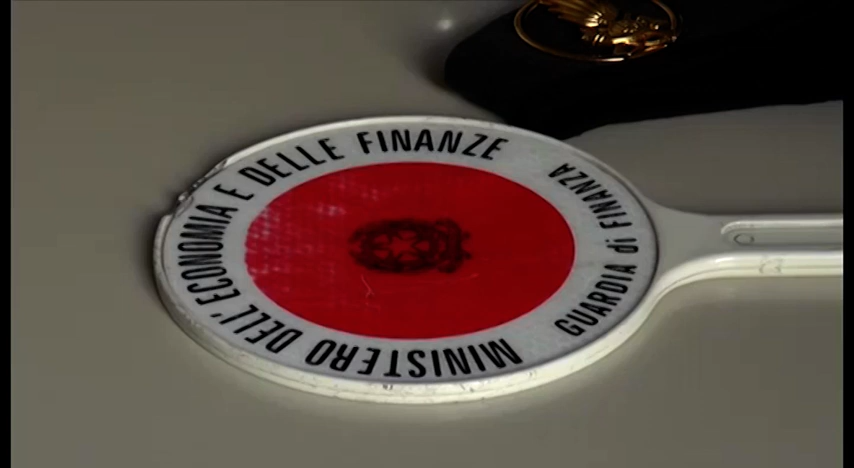 MINISTERO DELL'ECONOMIA E DELLE FINANZE
GUARDIA di FINANZA